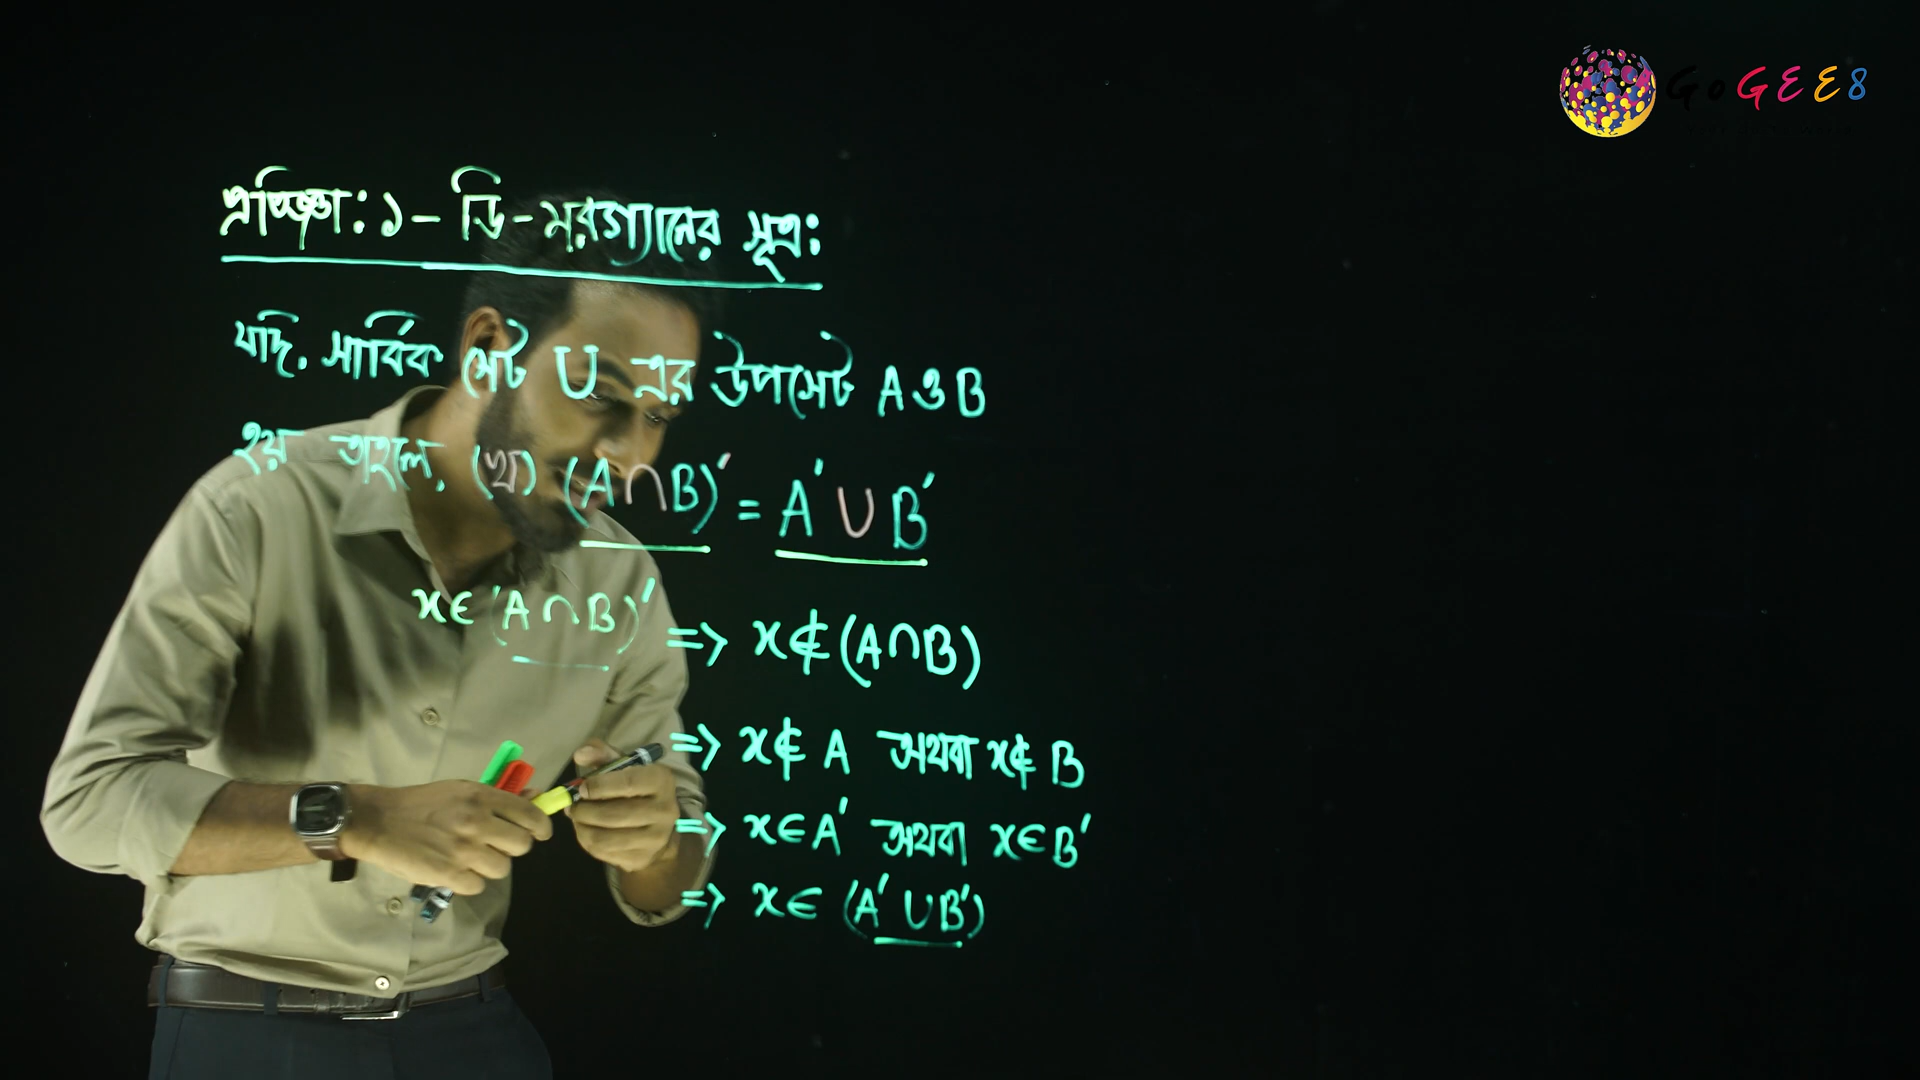 GoGEE8
প্রতিজ্ঞা: ১ - ডি - মরগ্যানের সূত্র:
যদি, সার্বিক সেট U এর উপসেট A ও B
হয় তাহলে, (খ) (A∩B)′ = A′ ∪ B′
x∈ (A∩B)′ => x∉(A∩B)
=> x∉ A অথবা x∉ B
=> x∈A′ অথবা x∈B′
=> x∈ (A′ ∪B′)